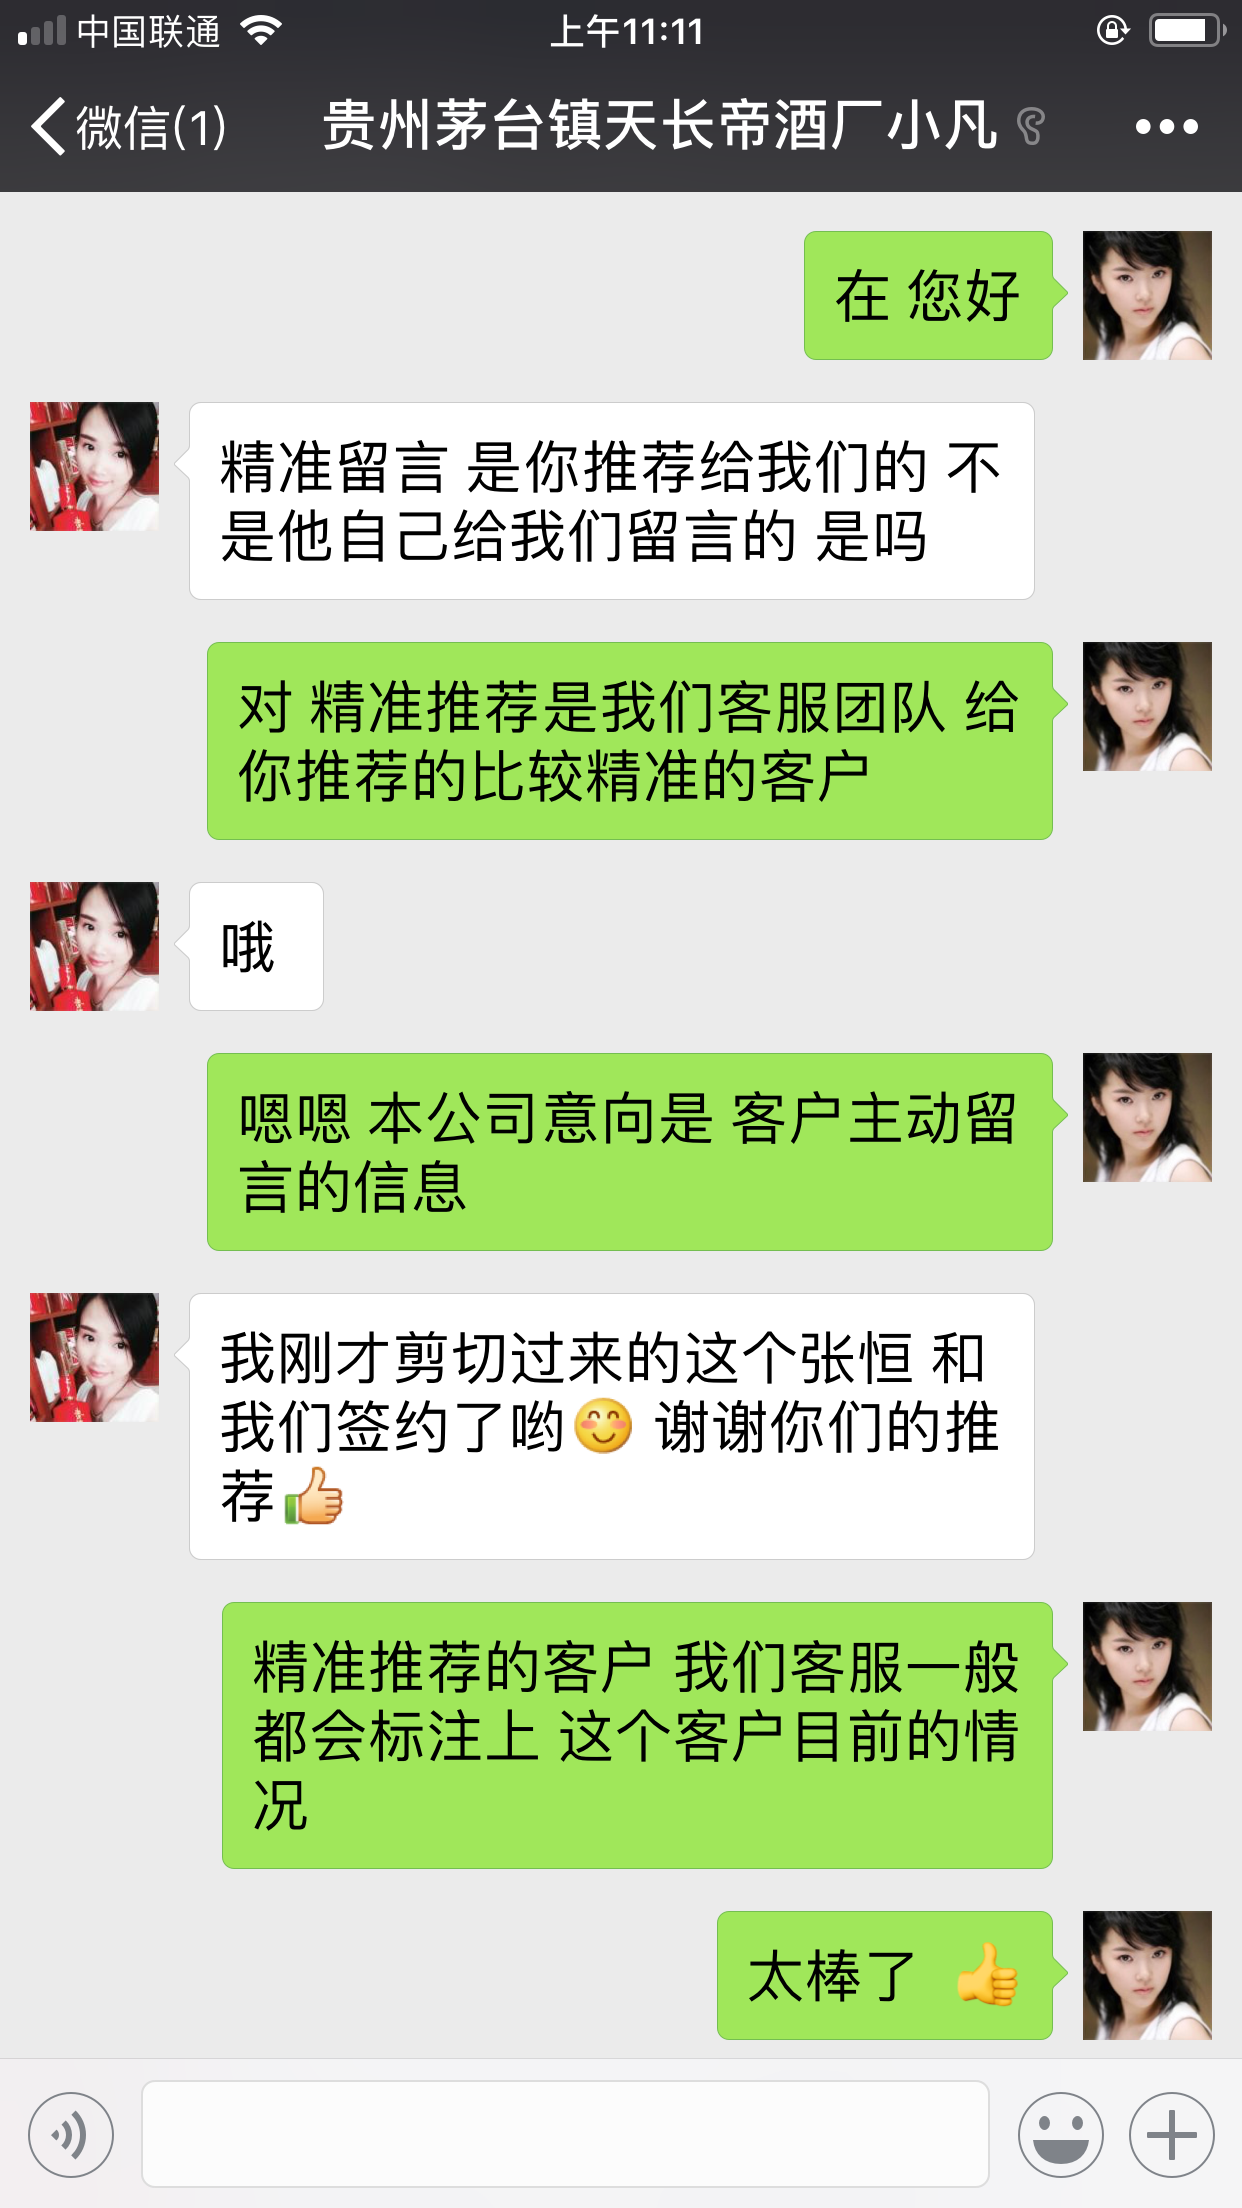 中国联通
上午11:11
微信(1)
贵州茅台镇天长帝酒厂小凡
在 您好
精准留言 是你推荐给我们的 不
是他自己给我们留言的 是吗
对 精准推荐是我们客服团队 给
你推荐的比较精准的客户
哦
嗯嗯 本公司意向是 客户主动留
言的信息
我刚才剪切过来的这个张恒 和
我们签约了哟😊 谢谢你们的推
荐👍
精准推荐的客户 我们客服一般
都会标注上 这个客户目前的情
况
太棒了 👍